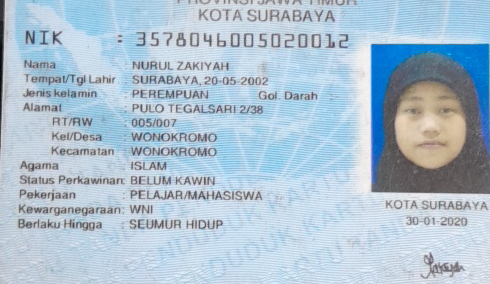 PROVINSI JAWA TIMUR
KOTA SURABAYA
NIK : 3578046005020012
Nama : NURUL ZAKIYAH
Tempat/Tgl Lahir : SURABAYA, 20-05-2002
Jenis kelamin : PEREMPUAN Gol. Darah :
Alamat : PULO TEGALSARI 2/38
RT/RW : 005/007
Kel/Desa : WONOKROMO
Kecamatan : WONOKROMO
Agama : ISLAM
Status Perkawinan: BELUM KAWIN
Pekerjaan : PELAJAR/MAHASISWA
Kewarganegaraan: WNI
Berlaku Hingga : SEUMUR HIDUP
KOTA SURABAYA
30-01-2020